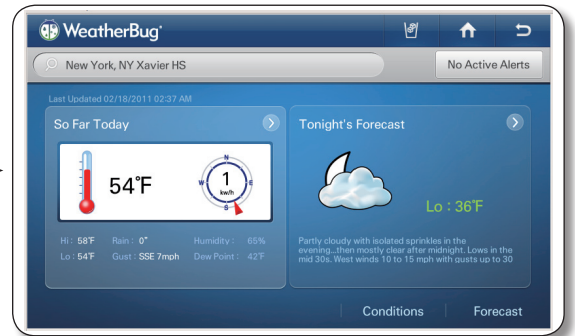 WeatherBug
New York, NY Xavier HS
No Active Alerts
Last Updated 02/18/2011 02:37 AM
So Far Today
54°F
N
W
E
S
1
kw/h
Hi : 58°F Rain : 0" Humidity : 65%
Lo : 54°F Gust : SSE 7mph Dew Point : 42°F
Tonight's Forecast
Lo : 36°F
Partly cloudy with isolated sprinkles in the
evening...then mostly clear after midnight. Lows in the
mid 30s. West winds 10 to 15 mph with gusts up to 30
Conditions
Forecast